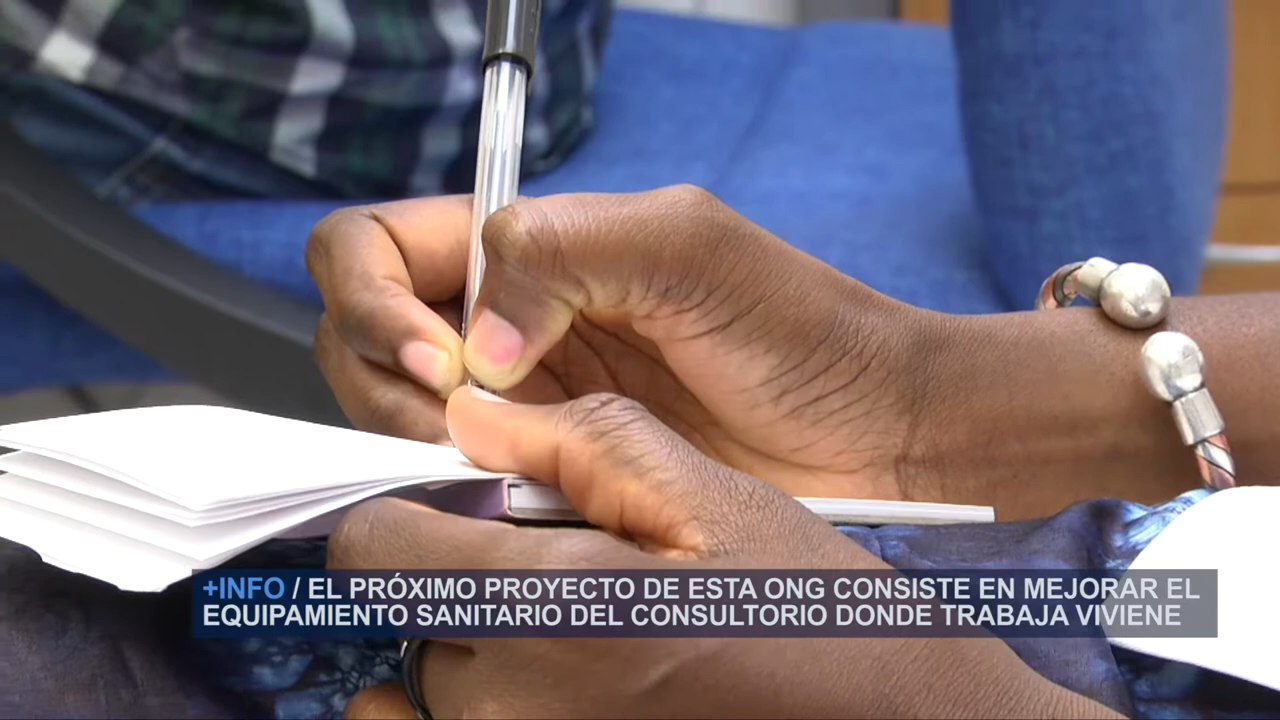 +INFO / EL PRÓXIMO PROYECTO DE ESTA ONG CONSISTE EN MEJORAR EL
EQUIPAMIENTO SANITARIO DEL CONSULTORIO DONDE TRABAJA VIVIENE